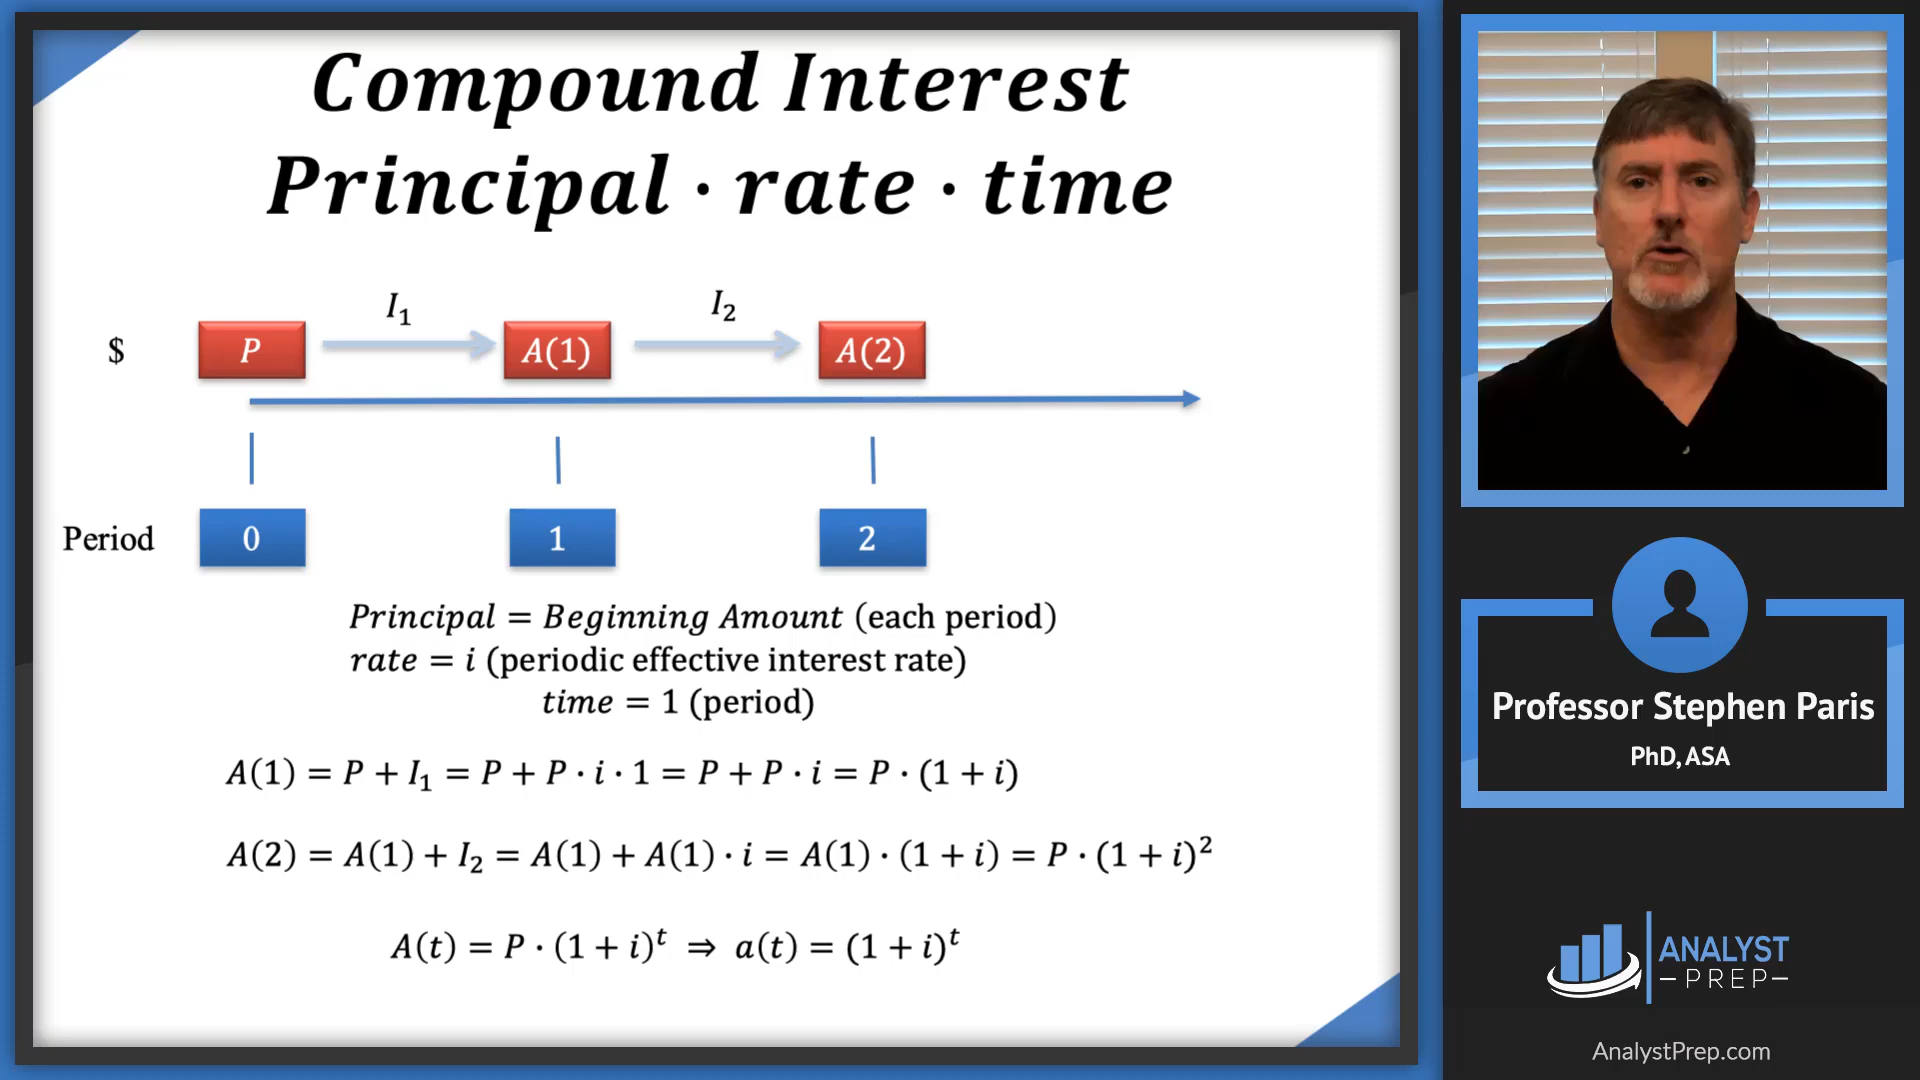 Compound Interest
Principal · rate · time
I₁ I₂
$ P A(1) A(2)
Period 0 1 2
Principal = Beginning Amount (each period)
rate = i (periodic effective interest rate)
time = 1 (period)
A(1) = P + I₁ = P + P · i · 1 = P + P · i = P · (1 + i)
A(2) = A(1) + I₂ = A(1) + A(1) · i = A(1) · (1 + i) = P · (1 + i)²
A(t) = P · (1 + i)ᵗ ⇒ a(t) = (1 + i)ᵗ
Professor Stephen Paris
PhD, ASA
ANALYST
PREP
AnalystPrep.com